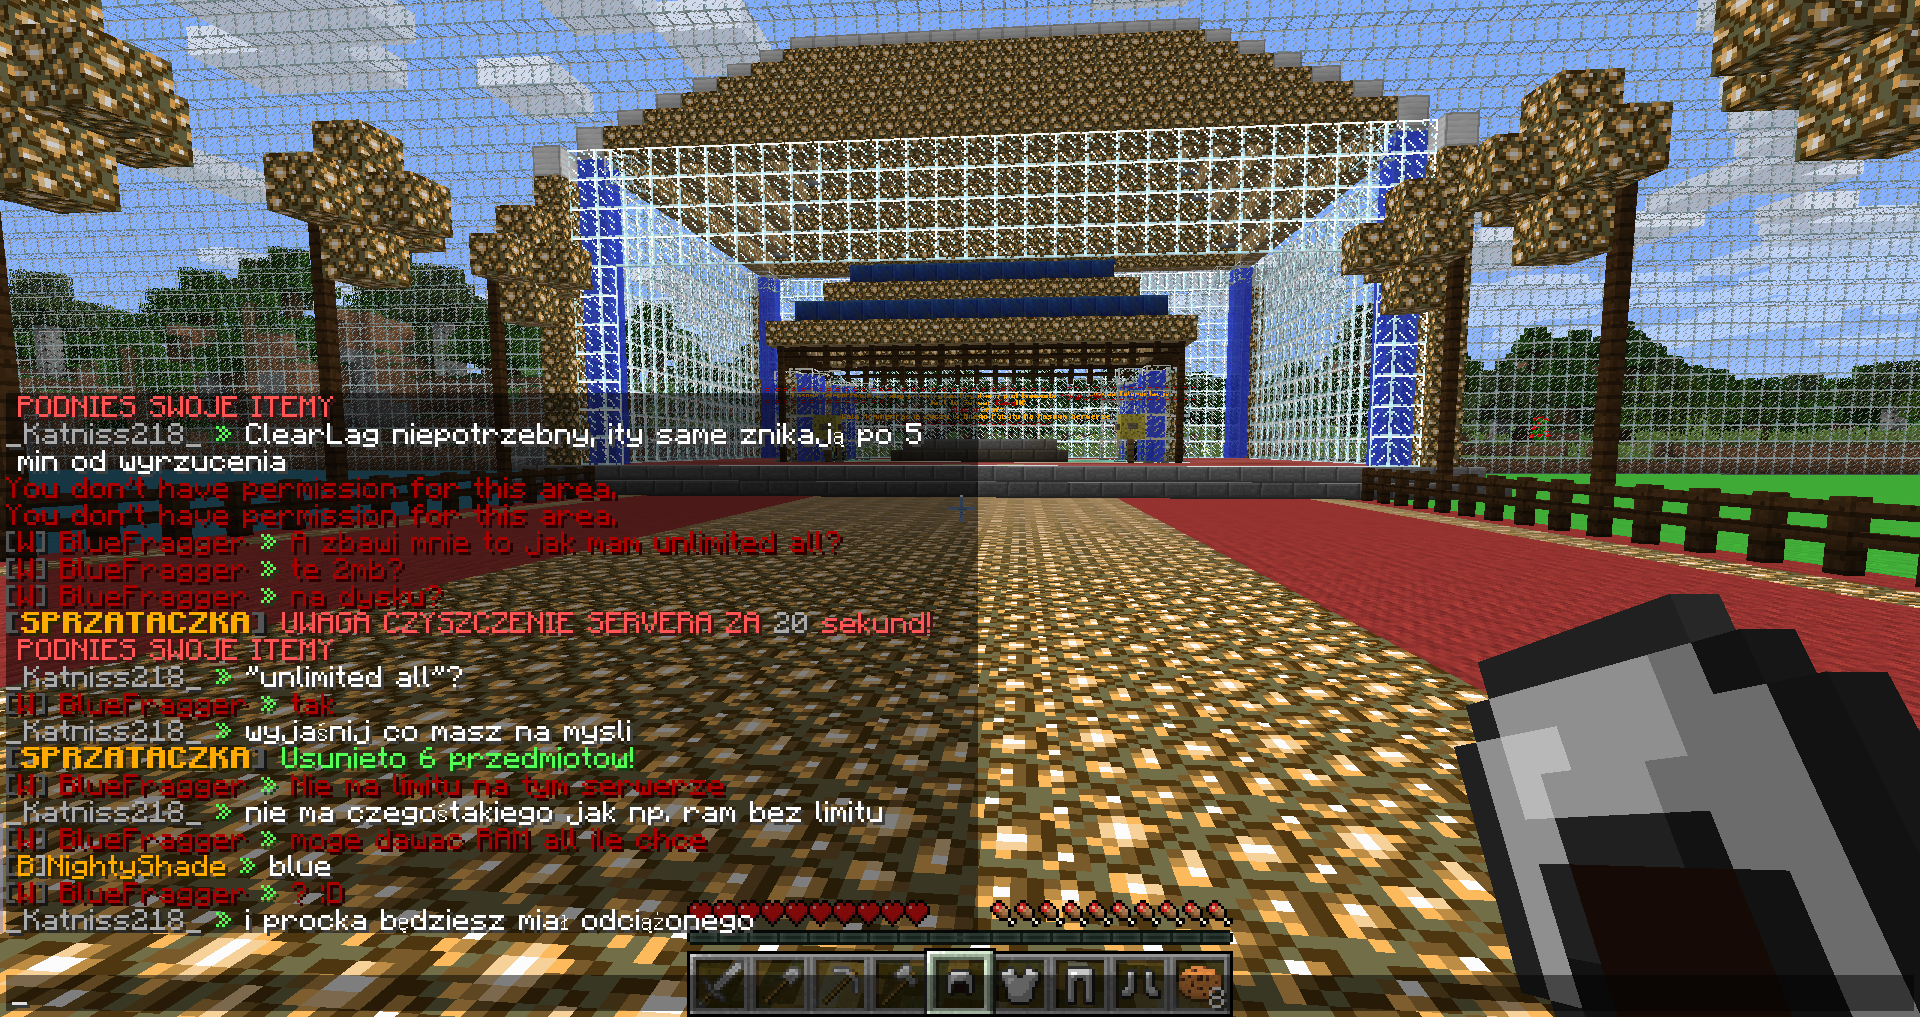 PODNIES SWOJE ITEMY
_Katniss218_ » ClearLag niepotrzebny, ity same znikają po 5
min od wyrzucenia
You don't have permission for this area.
You don't have permission for this area.
[W] BlueFragger » A zbawi mnie to jak mam unlimited all?
[W] BlueFragger » te 2mb?
[W] BlueFragger » na dysku?
[SPRZATACZKA] UWAGA CZYSZCZENIE SERVERA ZA 20 sekund!
PODNIES SWOJE ITEMY
_Katniss218_ » "unlimited all"?
[W] BlueFragger » tak
_Katniss218_ » wyjaśnij co masz na mysli
[SPRZATACZKA] Usunieto 6 przedmiotow!
[W] BlueFragger » Nie ma limitu na tym serwerze
_Katniss218_ » nie ma czegośtakiego jak np. ram bez limitu
[W] BlueFragger » moge dawac RAM all ile chce
[B]NightyShade » blue
[W] BlueFragger » ? :D
_Katniss218_ » i procka będziesz miał odciążonego
_
8